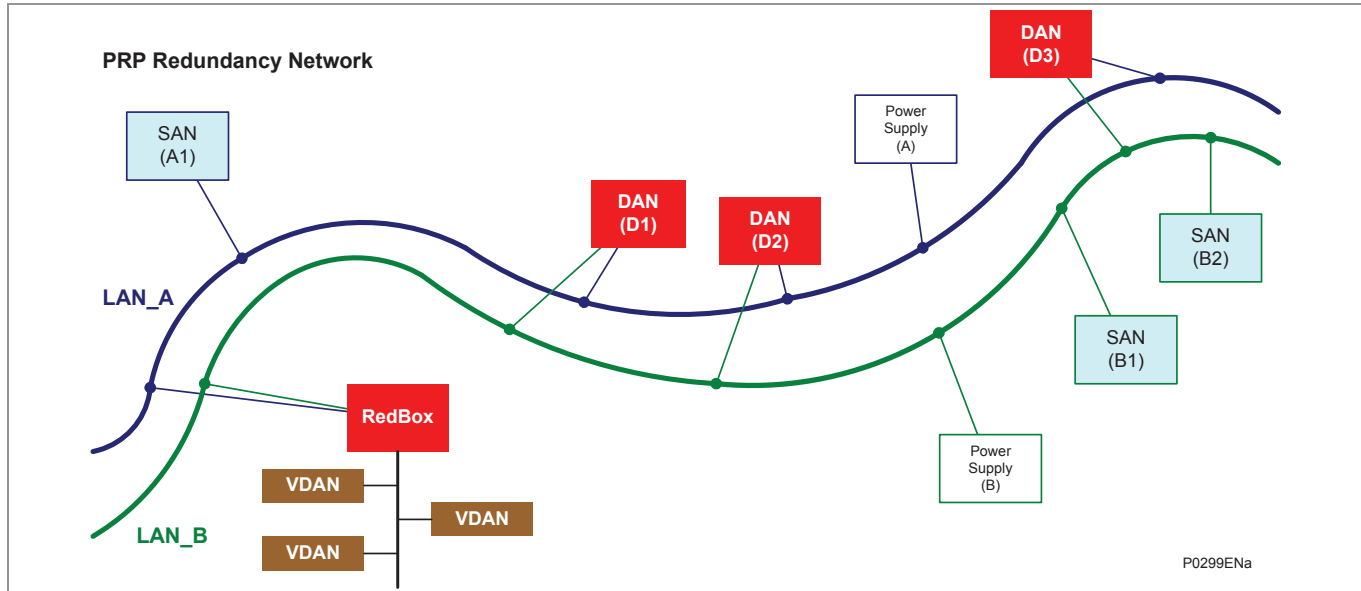 PRP Redundancy Network
DAN
(D3)
SAN
(A1)
Power
Supply
(A)
DAN
(D1)
DAN
(D2)
SAN
(B2)
LAN_A
SAN
(B1)
RedBox
Power
Supply
(B)
VDAN
VDAN
VDAN
LAN_B
P0299ENa